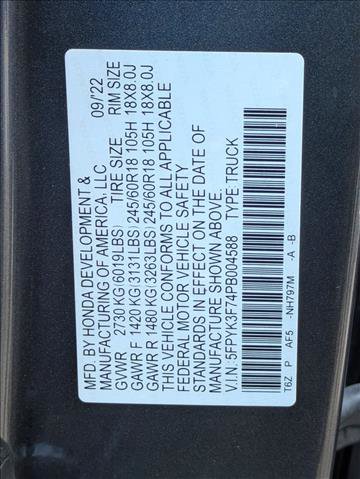 MFD. BY HONDA DEVELOPMENT &
MANUFACTURING OF AMERICA, LLC 09/'22
GVWR 2730 KG(6019LBS) TIRE SIZE RIM SIZE
GAWR F 1420 KG(3131LBS) 245/60R18 105H 18X8.0J
GAWR R 1480 KG(3263LBS) 245/60R18 105H 18X8.0J
THIS VEHICLE CONFORMS TO ALL APPLICABLE
FEDERAL MOTOR VEHICLE SAFETY
STANDARDS IN EFFECT ON THE DATE OF
MANUFACTURE SHOWN ABOVE.
V.I.N.:5FPYK3F74PB004588 TYPE:TRUCK
T6Z P AF5 -NH797M -A -B